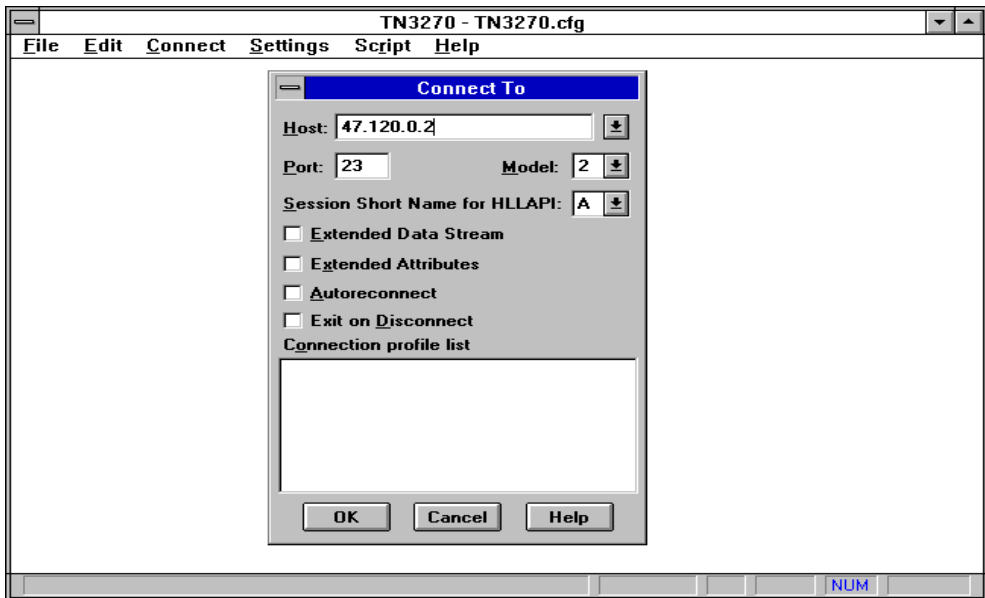 TN3270 - TN3270.cfg
File Edit Connect Settings Script Help
Connect To
Host: 47.120.0.2
Port: 23 Model: 2
Session Short Name for HLLAPI: A
Extended Data Stream
Extended Attributes
Autoreconnect
Exit on Disconnect
Connection profile list
OK Cancel Help
NUM